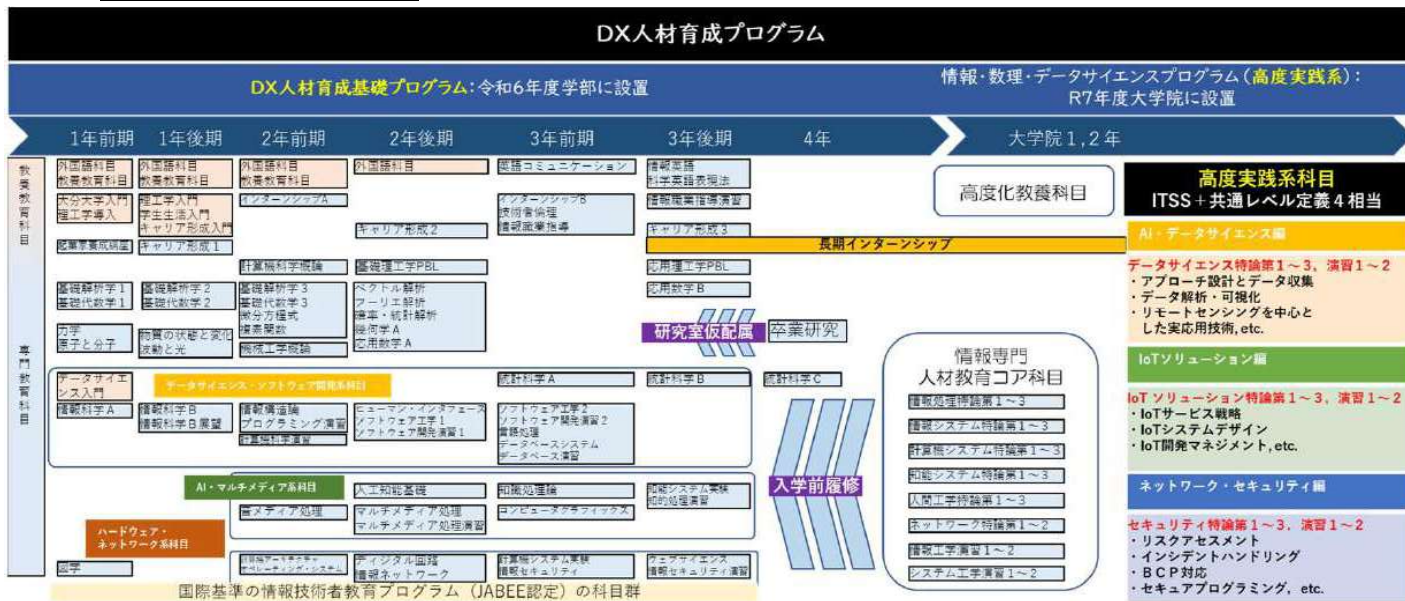 DX人材育成プログラム
DX人材育成基礎プログラム:令和6年度学部に設置
情報・数理・データサイエンスプログラム(高度実践系):
R7年度大学院に設置
1年前期
1年後期
2年前期
2年後期
3年前期
3年後期
4年
大学院1,2年
教養教育科目
専門教育科目
外国語科目
教養教育科目
大分大学入門
理工学導入
起業家養成講座
基礎解析学1
基礎代数学1
力学
原子と分子
データサイエ
ンス入門
情報科学A
図学
外国語科目
教養教育科目
理工学入門
学生生活入門
キャリア形成入門
キャリア形成1
基礎解析学2
基礎代数学2
物質の状態と変化
波動と光
データサイエンス・ソフトウェア開発系科目
情報科学B
情報科学B展望
AI・マルチメディア系科目
ハードウェア・
ネットワーク系科目
外国語科目
教養教育科目
インターンシップA
計算機科学概論
基礎解析学3
基礎代数学3
微分方程式
複素関数
機械工学概論
情報構造論
プログラミング演習
計算機科学演習
音メディア処理
計算機アーキテクチャ
オペレーティング・システム
外国語科目
キャリア形成2
基礎理工学PBL
ベクトル解析
フーリエ解析
確率・統計解析
幾何学A
応用数学A
ヒューマン・インタフェース
ソフトウェア工学1
ソフトウェア開発演習1
人工知能基礎
マルチメディア処理
マルチメディア処理演習
ディジタル回路
情報ネットワーク
英語コミュニケーション
インターンシップB
技術者倫理
情報職業指導
統計科学A
ソフトウェア工学2
ソフトウェア開発演習2
言語処理
データベースシステム
データベース演習
知識処理論
コンピュータグラフィックス
計算機システム実験
情報セキュリティ
情報英語
科学英語表現法
情報職業指導演習
キャリア形成3
長期インターンシップ
応用理工学PBL
応用数学B
研究室仮配属
卒業研究
統計科学B
統計科学C
知能システム実験
知的処理演習
ウェブサイエンス
情報セキュリティ演習
入学前履修
国際基準の情報技術者教育プログラム(JABEE認定)の科目群
高度化教養科目
情報専門
人材教育コア科目
情報処理特論第1~3
情報システム特論第1~3
計算機システム特論第1~3
知能システム特論第1~3
人間工学特論第1~3
ネットワーク特論第1~2
情報工学演習1~2
システム工学演習1~2
高度実践系科目
ITSS+共通レベル定義4相当
AI・データサイエンス編
データサイエンス特論第1~3, 演習1~2
・アプローチ設計とデータ収集
・データ解析・可視化
・リモートセンシングを中心と
した実応用技術, etc.
IoTソリューション編
IoT ソリューション特論第1~3, 演習1~2
・IoTサービス戦略
・IoTシステムデザイン
・IoT開発マネジメント, etc.
ネットワーク・セキュリティ編
セキュリティ特論第1~3, 演習1~2
・リスクアセスメント
・インシデントハンドリング
・BCP対応
・セキュアプログラミング, etc.